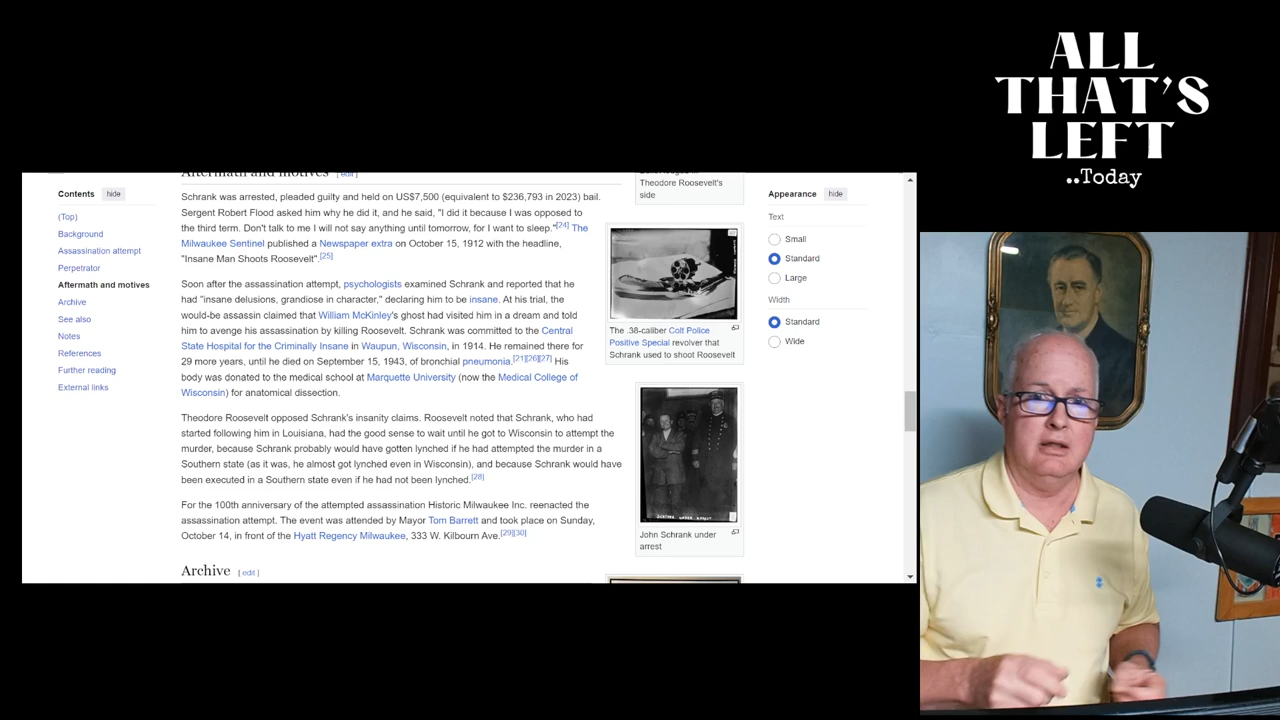 ALL
THAT'S
LEFT
..Today
Aftermath and motives [ edit ]
Contents hide
(Top)
Background
Assassination attempt
Perpetrator
Aftermath and motives
Archive
See also
Notes
References
Further reading
External links
Schrank was arrested, pleaded guilty and held on US$7,500 (equivalent to $236,793 in 2023) bail.
Sergent Robert Flood asked him why he did it, and he said, "I did it because I was opposed to
the third term. Don't talk to me I will not say anything until tomorrow, for I want to sleep."[24] The
Milwaukee Sentinel published a Newspaper extra on October 15, 1912 with the headline,
"Insane Man Shoots Roosevelt".[25]
Soon after the assassination attempt, psychologists examined Schrank and reported that he
had "insane delusions, grandiose in character," declaring him to be insane. At his trial, the
would-be assassin claimed that William McKinley's ghost had visited him in a dream and told
him to avenge his assassination by killing Roosevelt. Schrank was committed to the Central
State Hospital for the Criminally Insane in Waupun, Wisconsin, in 1914. He remained there for
29 more years, until he died on September 15, 1943, of bronchial pneumonia.[21][26][27] His
body was donated to the medical school at Marquette University (now the Medical College of
Wisconsin) for anatomical dissection.
Theodore Roosevelt opposed Schrank's insanity claims. Roosevelt noted that Schrank, who had
started following him in Louisiana, had the good sense to wait until he got to Wisconsin to attempt the
murder, because Schrank probably would have gotten lynched if he had attempted the murder in a
Southern state (as it was, he almost got lynched even in Wisconsin), and because Schrank would have
been executed in a Southern state even if he had not been lynched.[28]
For the 100th anniversary of the attempted assassination Historic Milwaukee Inc. reenacted the
assassination attempt. The event was attended by Mayor Tom Barrett and took place on Sunday,
October 14, in front of the Hyatt Regency Milwaukee, 333 W. Kilbourn Ave.[29][30]
Archive [ edit ]
Theodore Roosevelt's
side
The .38-caliber Colt Police
Positive Special revolver that
Schrank used to shoot Roosevelt
John Schrank under
arrest
Appearance hide
Text
Small
Standard
Large
Width
Standard
Wide